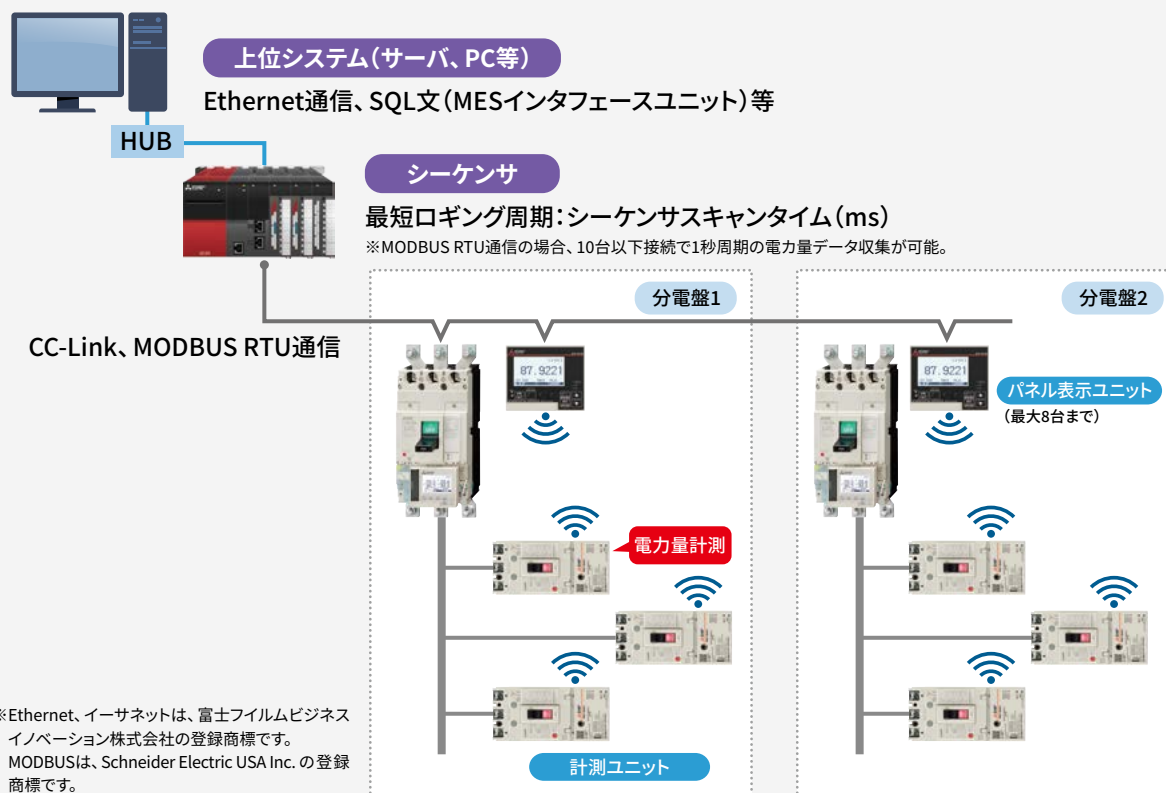 上位システム(サーバ、PC等)
Ethernet通信、SQL文(MESインタフェースユニット)等
HUB
シーケンサ
最短ロギング周期:シーケンサスキャンタイム(ms)
※MODBUS RTU通信の場合、10台以下接続で1秒周期の電力量データ収集が可能。
分電盤1
分電盤2
CC-Link、MODBUS RTU通信
87.9221
87.9221
パネル表示ユニット
(最大8台まで)
電力量計測
計測ユニット
※Ethernet、イーサネットは、富士フイルムビジネス
イノベーション株式会社の登録商標です。
MODBUSは、Schneider Electric USA Inc. の登録
商標です。